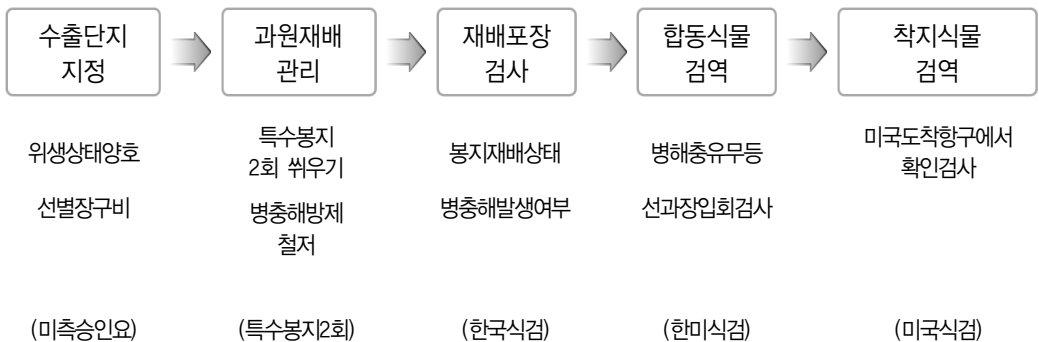 수출단지
지정
과원재배
관리
재배포장
검사
합동식물
검역
착지식물
검역
위생상태양호
선별장구비
특수봉지
2회 씌우기
병충해방제
철저
봉지재배상태
병충해발생여부
병해충유무등
선과장입회검사
미국도착항구에서
확인검사
(미측승인요)
(특수봉지2회)
(한국식검)
(한미식검)
(미국식검)